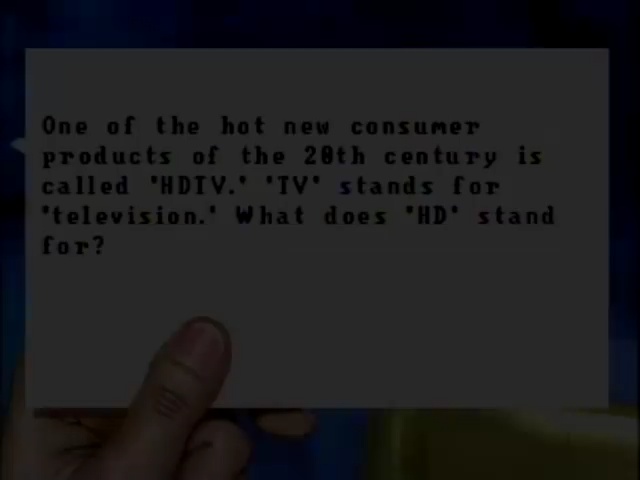 One of the hot new consumer
products of the 20th century is
called "HDTV." "TV" stands for
"television." What does "HD" stand
for?